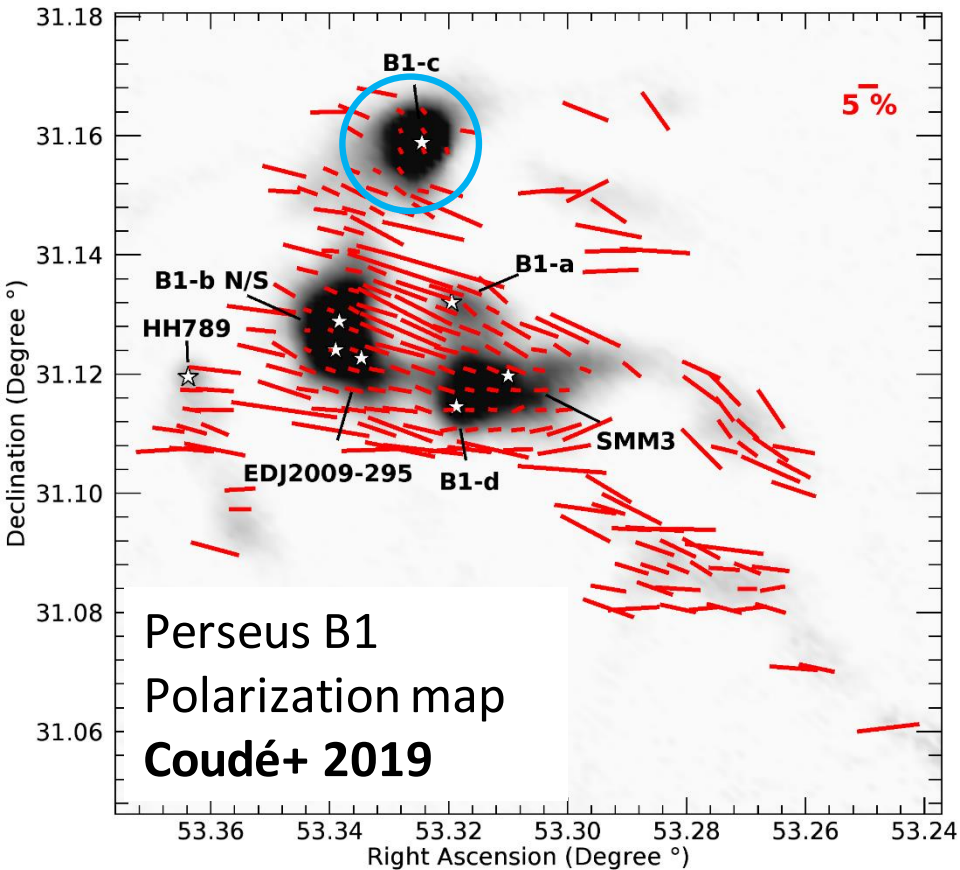 31.18
31.16
31.14
31.12
31.10
31.08
31.06
Declination (Degree °)
B1-c
5 %
B1-a
B1-b N/S
HH789
SMM3
EDJ2009-295
B1-d
Perseus B1
Polarization map
Coudé+ 2019
53.36
53.34
53.32
53.30
53.28
53.26
53.24
Right Ascension (Degree °)